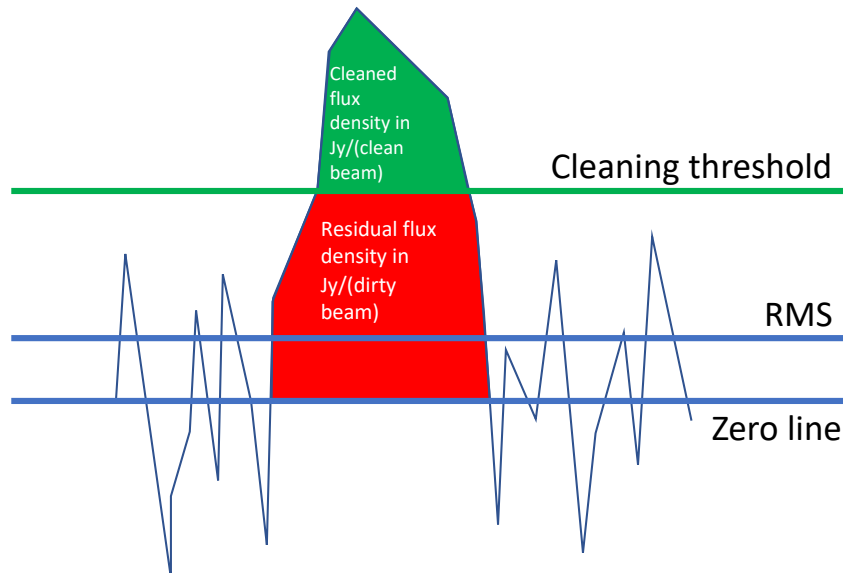 Cleaned
flux
density in
Jy/(clean
beam)
Cleaning threshold
Residual flux
density in
Jy/(dirty
beam)
RMS
Zero line